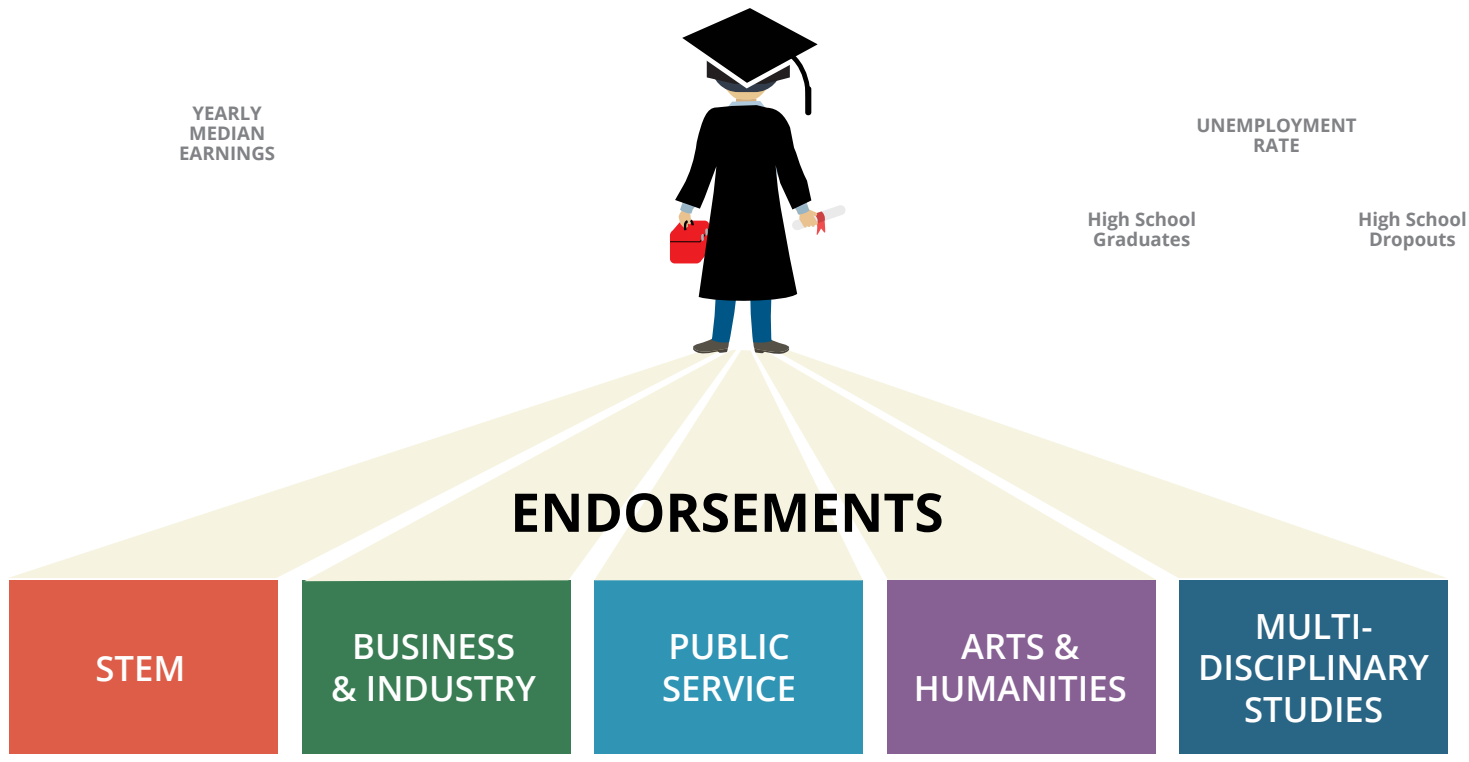 YEARLY
MEDIAN
EARNINGS
UNEMPLOYMENT
RATE
High School
Graduates
High School
Dropouts
ENDORSEMENTS
STEM
BUSINESS
& INDUSTRY
PUBLIC
SERVICE
ARTS &
HUMANITIES
MULTI-
DISCIPLINARY
STUDIES